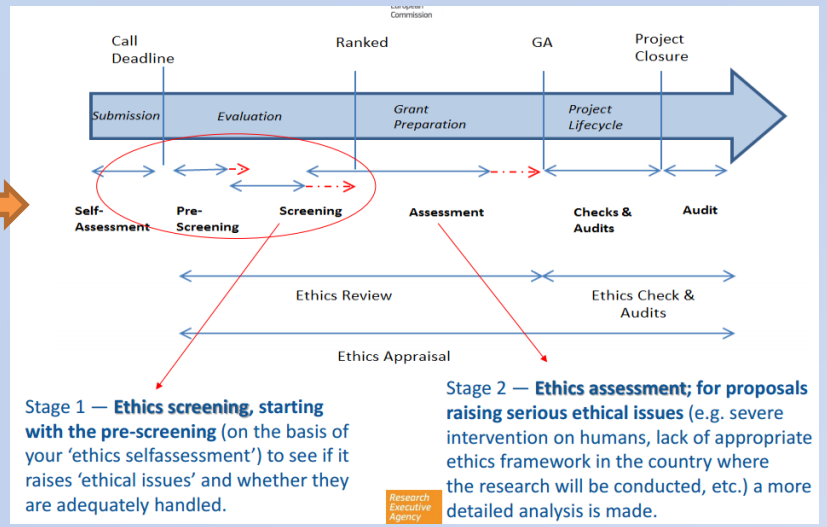 European
Commission
Call
Deadline
Ranked
GA
Project
Closure
Submission
Evaluation
Grant
Preparation
Project
Lifecycle
Self-
Assessment
Pre-
Screening
Screening
Assessment
Checks &
Audits
Audit
Ethics Review
Ethics Check &
Audits
Ethics Appraisal
Stage 1 — Ethics screening, starting
with the pre-screening (on the basis of
your ‘ethics selfassessment’) to see if it
raises ‘ethical issues’ and whether they
are adequately handled.
Stage 2 — Ethics assessment; for proposals
raising serious ethical issues (e.g. severe
intervention on humans, lack of appropriate
ethics framework in the country where
the research will be conducted, etc.) a more
detailed analysis is made.
Research
Executive
Agency